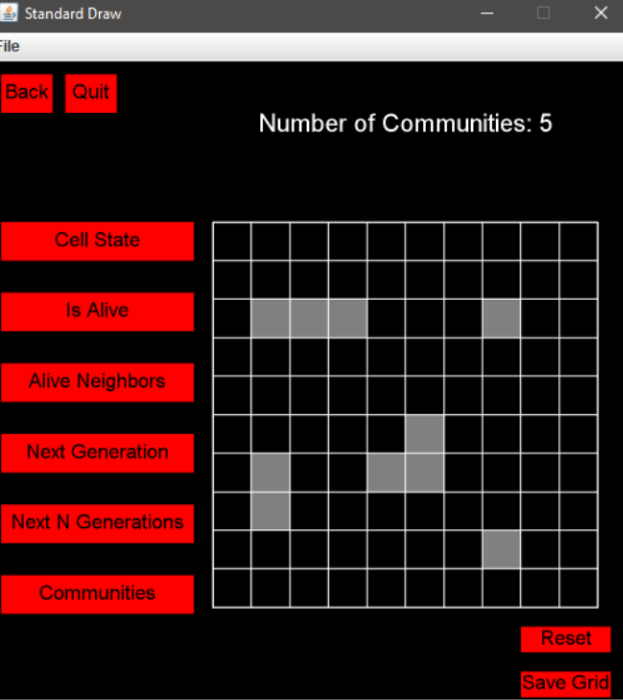 Standard Draw
File
Back Quit
Number of Communities: 5
Cell State
Is Alive
Alive Neighbors
Next Generation
Next N Generations
Communities
Reset
Save Grid